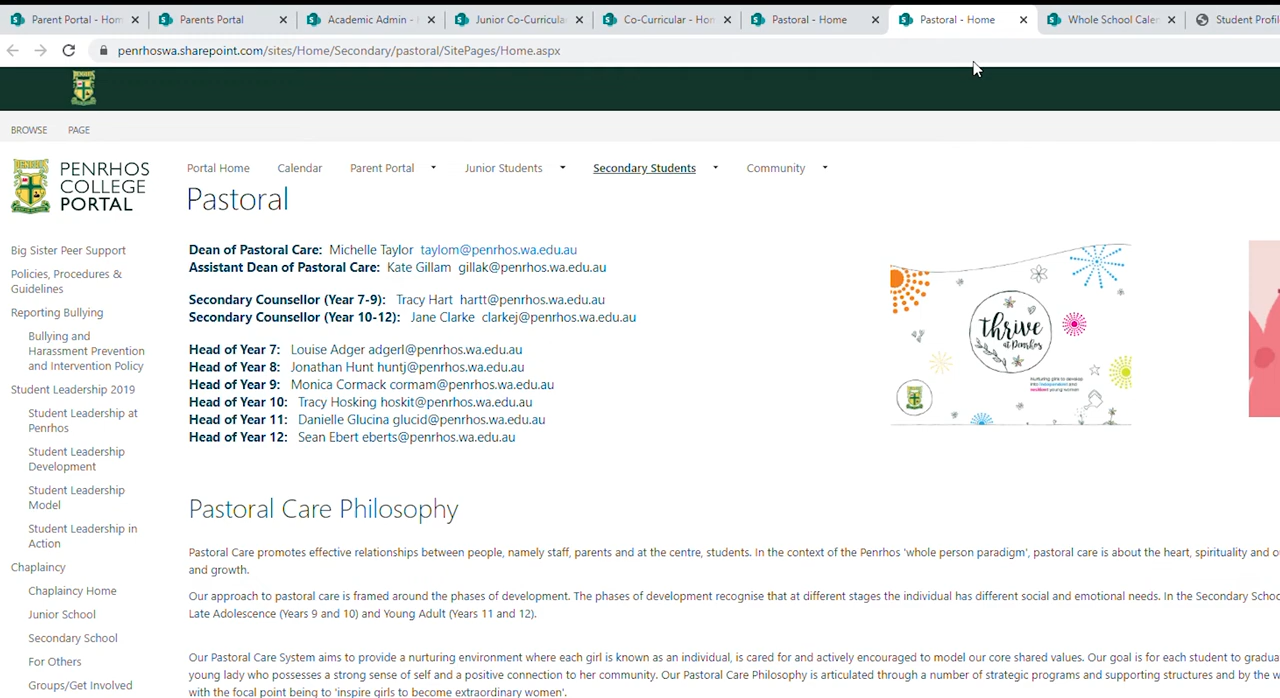 Parent Portal - Hom
Parents Portal
Academic Admin -
Junior Co-Curricula
Co-Curricular - Hom
Pastoral - Home
Pastoral - Home
Whole School Cale
Student Profil
penrhoswa.sharepoint.com/sites/Home/Secondary/pastoral/SitePages/Home.aspx
BROWSE PAGE
PENRHOS
COLLEGE
PORTAL
Portal Home Calendar Parent Portal Junior Students Secondary Students Community
Pastoral
Big Sister Peer Support
Policies, Procedures &
Guidelines
Reporting Bullying
Bullying and
Harassment Prevention
and Intervention Policy
Student Leadership 2019
Student Leadership at
Penrhos
Student Leadership
Development
Student Leadership
Model
Student Leadership in
Action
Chaplaincy
Chaplaincy Home
Junior School
Secondary School
For Others
Groups/Get Involved
Dean of Pastoral Care: Michelle Taylor taylom@penrhos.wa.edu.au
Assistant Dean of Pastoral Care: Kate Gillam gillak@penrhos.wa.edu.au
Secondary Counsellor (Year 7-9): Tracy Hart hartt@penrhos.wa.edu.au
Secondary Counsellor (Year 10-12): Jane Clarke clarkej@penrhos.wa.edu.au
Head of Year 7: Louise Adger adgerl@penrhos.wa.edu.au
Head of Year 8: Jonathan Hunt huntj@penrhos.wa.edu.au
Head of Year 9: Monica Cormack corman@penrhos.wa.edu.au
Head of Year 10: Tracy Hosking hoskit@penrhos.wa.edu.au
Head of Year 11: Danielle Glucina glucid@penrhos.wa.edu.au
Head of Year 12: Sean Ebert eberts@penrhos.wa.edu.au
thrive
at Penrhos
Nurturing girls to develop
into independent and
resilient young women
Pastoral Care Philosophy
Pastoral Care promotes effective relationships between people, namely staff, parents and at the centre, students. In the context of the Penrhos 'whole person paradigm', pastoral care is about the heart, spirituality and o
and growth.
Our approach to pastoral care is framed around the phases of development. The phases of development recognise that at different stages the individual has different social and emotional needs. In the Secondary Schoo
Late Adolescence (Years 9 and 10) and Young Adult (Years 11 and 12).
Our Pastoral Care System aims to provide a nurturing environment where each girl is known as an individual, is cared for and actively encouraged to model our core shared values. Our goal is for each student to gradua
young lady who possesses a strong sense of self and a positive connection to her community. Our Pastoral Care Philosophy is articulated through a number of strategic programs and supporting structures and by the w
with the focal point being to 'inspire girls to become extraordinary women'.